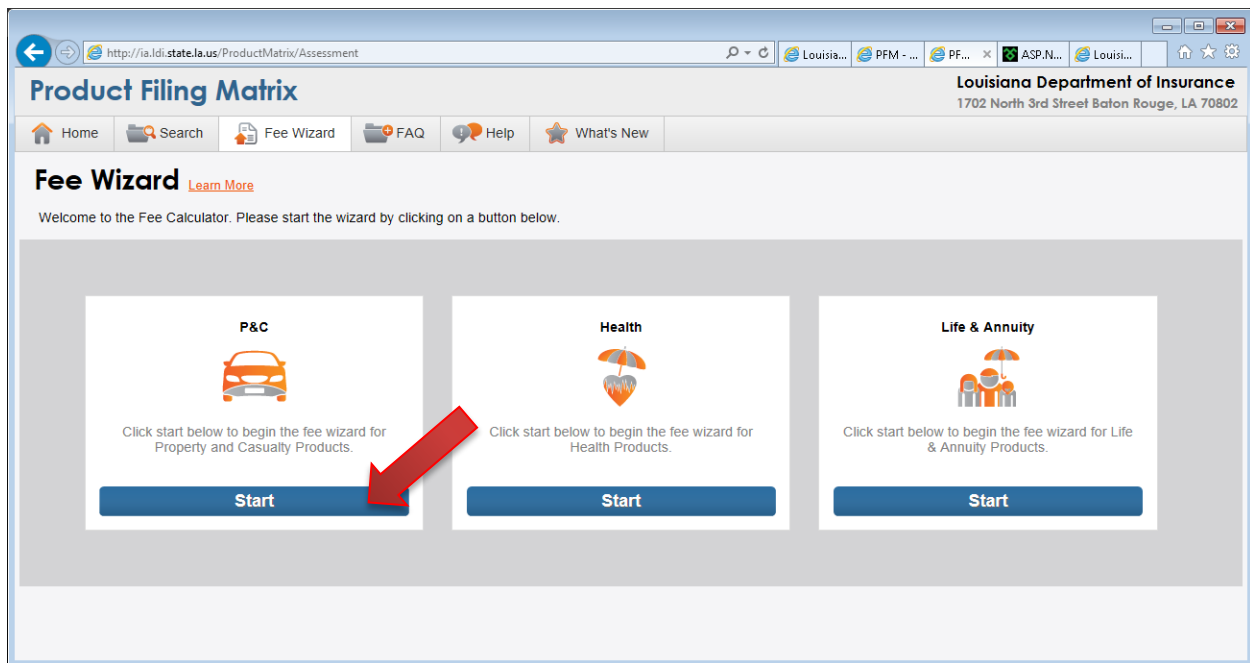 http://ia.ldi.state.la.us/ProductMatrix/Assessment
Louisia...
PFM - ...
PF...
ASP.N...
Louisi...
Product Filing Matrix
Louisiana Department of Insurance
1702 North 3rd Street Baton Rouge, LA 70802
Home
Search
Fee Wizard
FAQ
Help
What's New
Fee Wizard Learn More
Welcome to the Fee Calculator. Please start the wizard by clicking on a button below.
P&C
Click start below to begin the fee wizard for
Property and Casualty Products.
Start
Health
Click start below to begin the fee wizard for
Health Products.
Start
Life & Annuity
Click start below to begin the fee wizard for Life
& Annuity Products.
Start